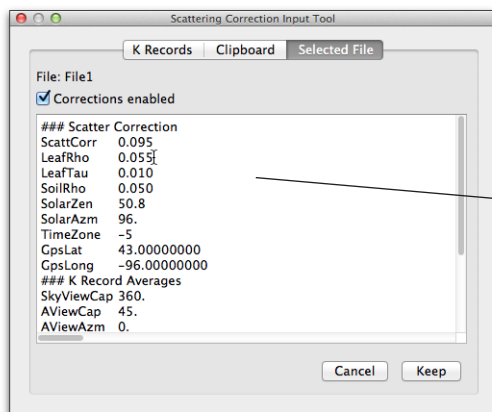 Scattering Correction Input Tool
K Records Clipboard Selected File
File: File1
Corrections enabled
### Scatter Correction
ScattCorr 0.095
LeafRho 0.055
LeafTau 0.010
SoilRho 0.050
SolarZen 50.8
SolarAzm 96.
TimeZone -5
GpsLat 43.00000000
GpsLong -96.00000000
### K Record Averages
SkyViewCap 360.
AViewCap 45.
AViewAzm 0.
Cancel Keep